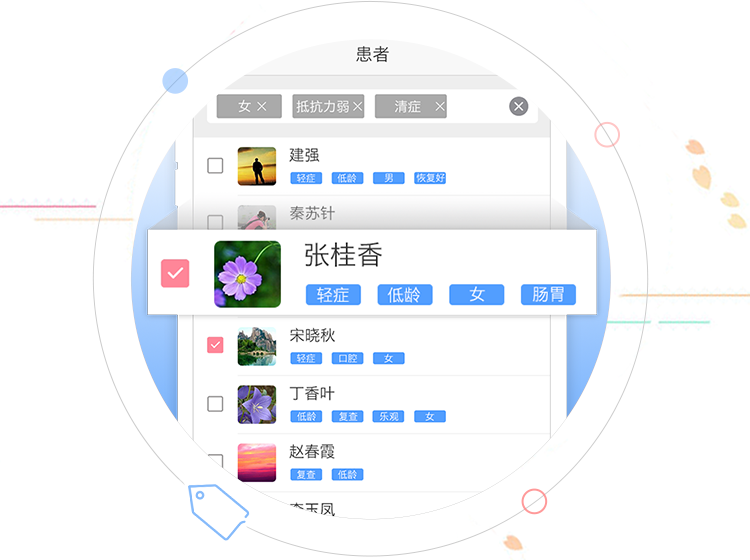 患者
女 抵抗力弱 清症
建强
轻症 低龄 男 恢复好
秦苏针
张桂香
轻症 低龄 女 肠胃
宋晓秋
轻症 口腔 女
丁香叶
低龄 复查 乐观 女
赵春霞
复查 低龄
李玉凤